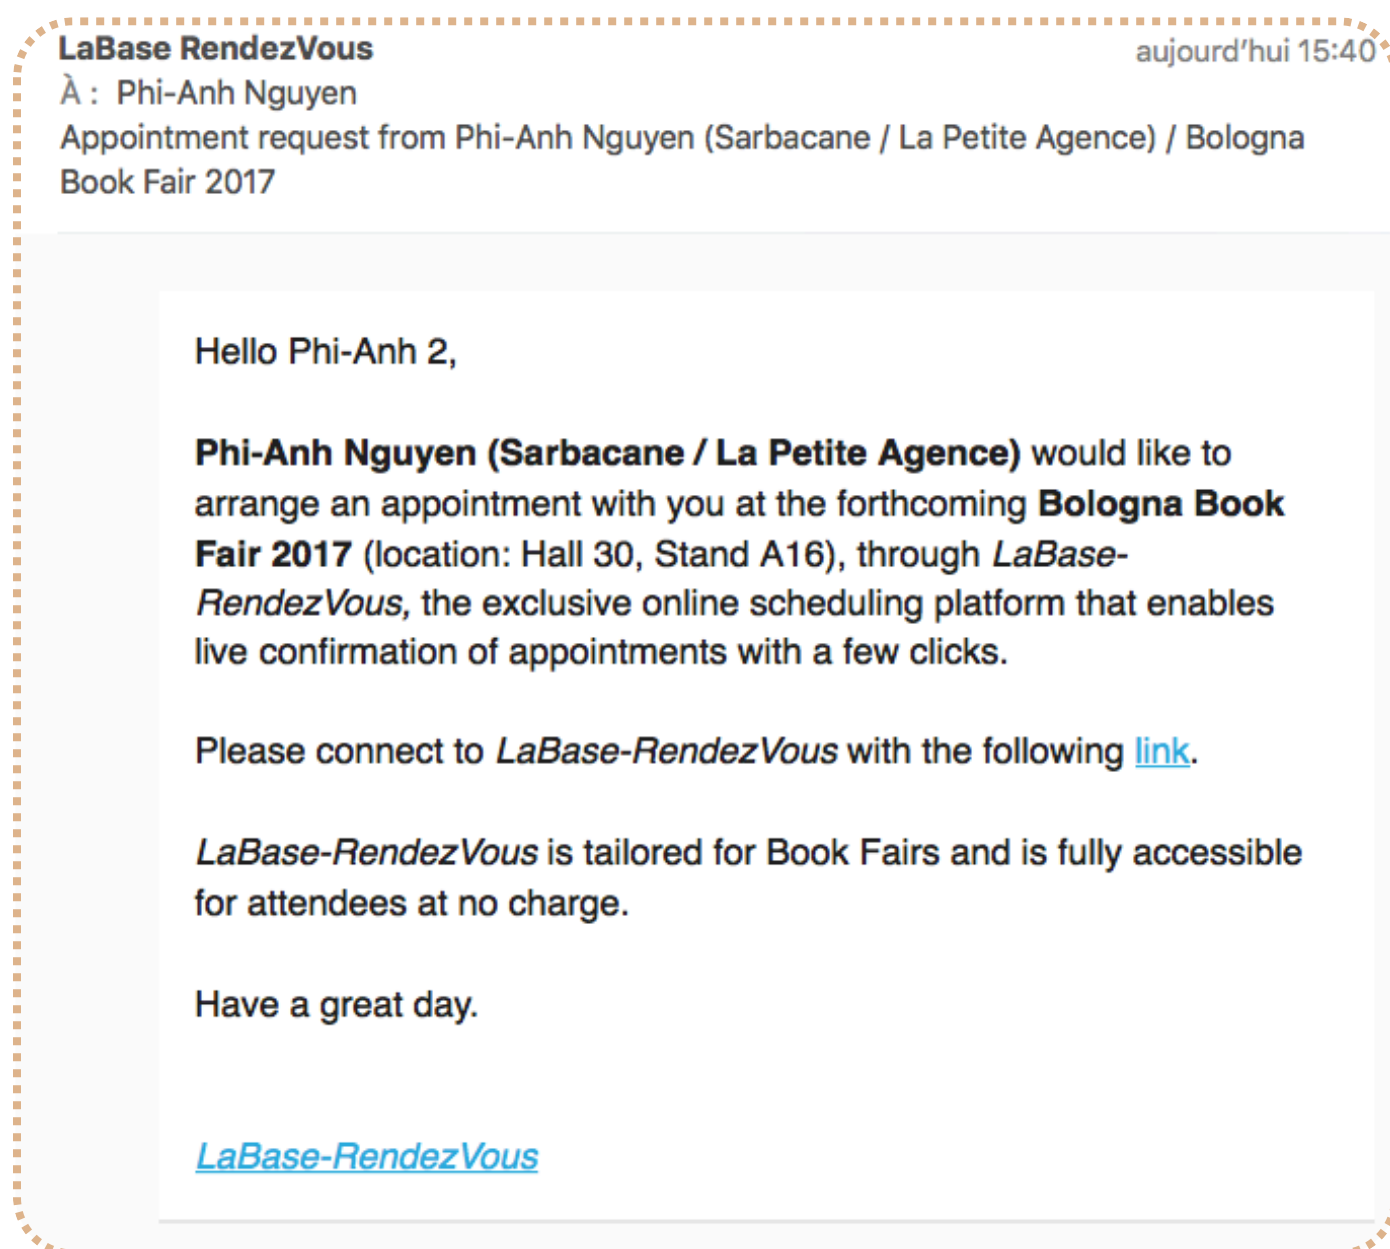 LaBase RendezVous
aujourd'hui 15:40
À : Phi-Anh Nguyen
Appointment request from Phi-Anh Nguyen (Sarbacane / La Petite Agence) / Bologna
Book Fair 2017
Hello Phi-Anh 2,
Phi-Anh Nguyen (Sarbacane / La Petite Agence) would like to
arrange an appointment with you at the forthcoming Bologna Book
Fair 2017 (location: Hall 30, Stand A16), through LaBase-
RendezVous, the exclusive online scheduling platform that enables
live confirmation of appointments with a few clicks.
Please connect to LaBase-RendezVous with the following link.
LaBase-RendezVous is tailored for Book Fairs and is fully accessible
for attendees at no charge.
Have a great day.
LaBase-RendezVous